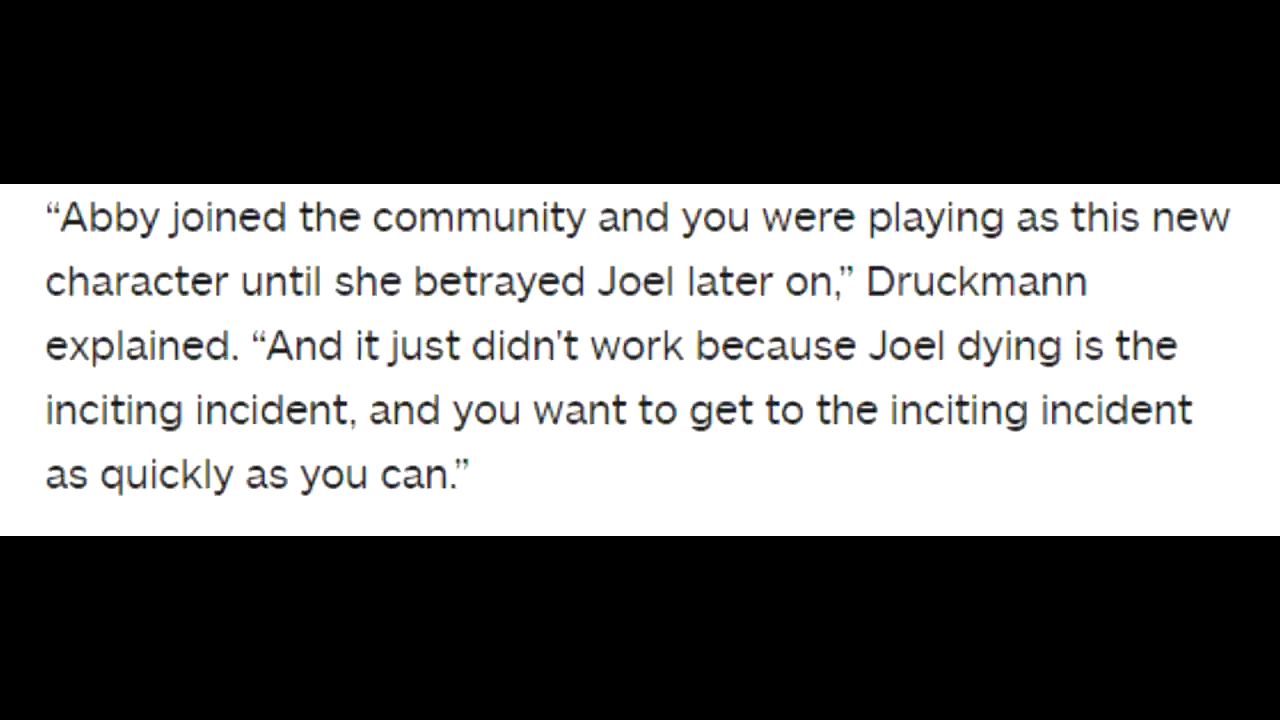 “Abby joined the community and you were playing as this new
character until she betrayed Joel later on,” Druckmann
explained. “And it just didn't work because Joel dying is the
inciting incident, and you want to get to the inciting incident
as quickly as you can.”